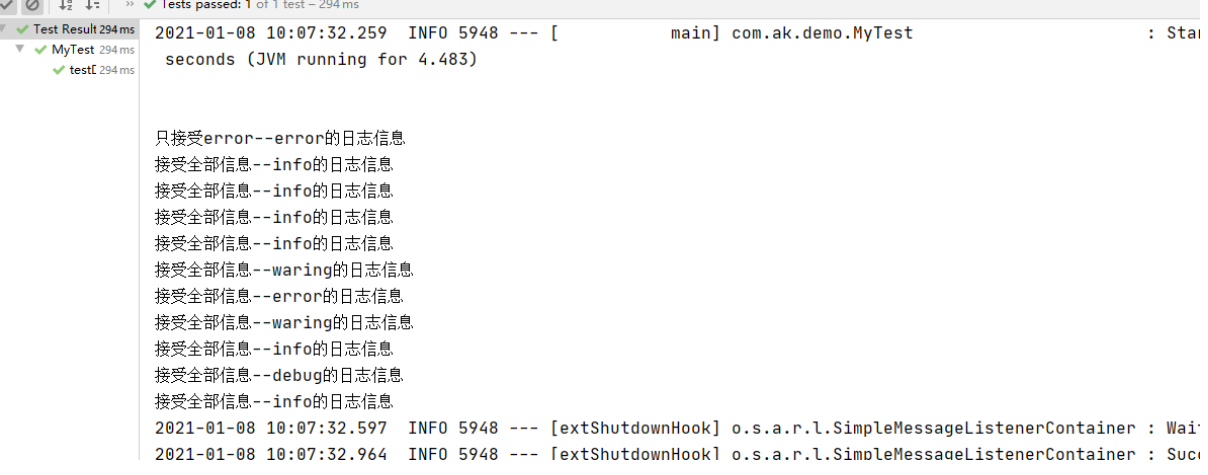 Tests passed: 1 of 1 test – 294 ms
Test Result 294 ms
MyTest 294 ms
test 294 ms
2021-01-08 10:07:32.259  INFO 5948 --- [           main] com.ak.demo.MyTest                       : Star
seconds (JVM running for 4.483)
只接受error--error的日志信息
接受全部信息--info的日志信息
接受全部信息--info的日志信息
接受全部信息--info的日志信息
接受全部信息--info的日志信息
接受全部信息--waring的日志信息
接受全部信息--error的日志信息
接受全部信息--waring的日志信息
接受全部信息--info的日志信息
接受全部信息--debug的日志信息
接受全部信息--info的日志信息
2021-01-08 10:07:32.597  INFO 5948 --- [extShutdownHook] o.s.a.r.l.SimpleMessageListenerContainer : Wai
2021-01-08 10:07:32.964  INFO 5948 --- [extShutdownHook] o.s.a.r.l.SimpleMessageListenerContainer : Succ